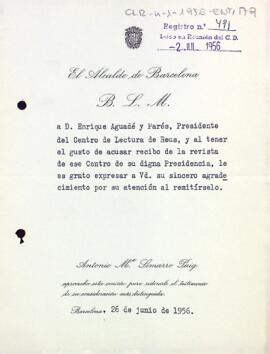 CLR-4-1-1956-ENT/179
Registro n.º 491
Leído en Reunión del C.D.
-2 JUL 1956
El Alcalde de Barcelona
B. L. M.
a D. Enrique Aguadé y Parés, Presidente
del Centro de Lectura de Reus, y al tener
el gusto de acusar recibo de la revista
de ese Centro de su digna Presidencia, le
es grato expresar a Vd. su sincero agrade
cimiento por su atención al remitírselo.
Antonio Mª Simarro Puig
aprovecha esta ocasión para reiterarle el testimonio
de su consideración más distinguida.
Barcelona, 26 de junio de 1956.